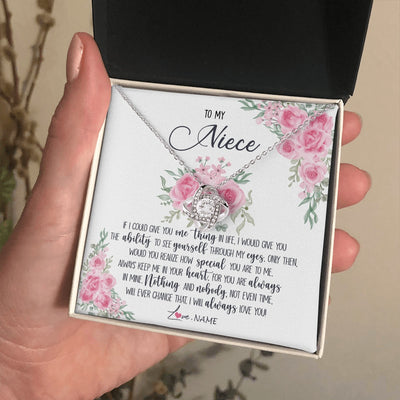 TO MY
Niece
IF I COULD GIVE YOU one thing IN LIFE, I WOULD GIVE YOU
THE ability TO SEE yourself THROUGH MY eyes, ONLY THEN,
WOULD YOU REALIZE HOW special YOU ARE TO ME.
ALWAYS KEEP ME IN YOUR heart, FOR YOU ARE always
IN MINE. Nothing AND nobody, NOT EVEN TIME,
WILL EVER CHANGE THAT I WILL always LOVE YOU!
Love, NAME